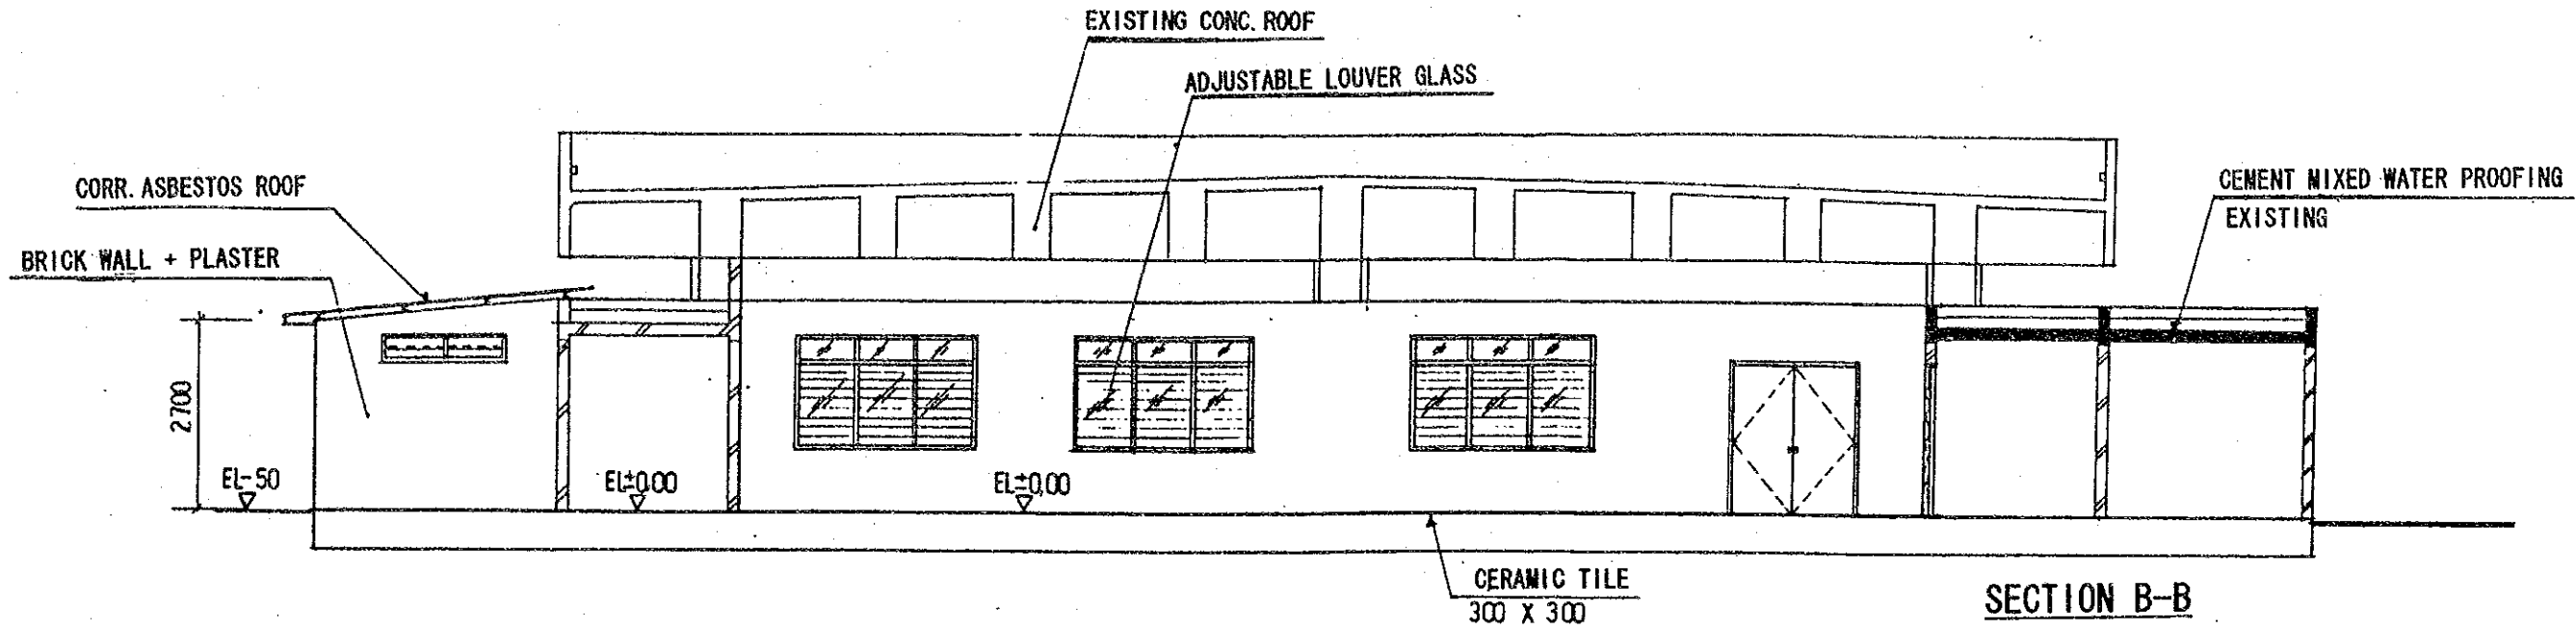 EXISTING CONC. ROOF
ADJUSTABLE LOUVER GLASS
CORR. ASBESTOS ROOF
CEMENT MIXED WATER PROOFING
EXISTING
BRICK WALL + PLASTER
2700
EL-50
EL±0,00
EL±0,00
CERAMIC TILE
300 X 300
SECTION B-B